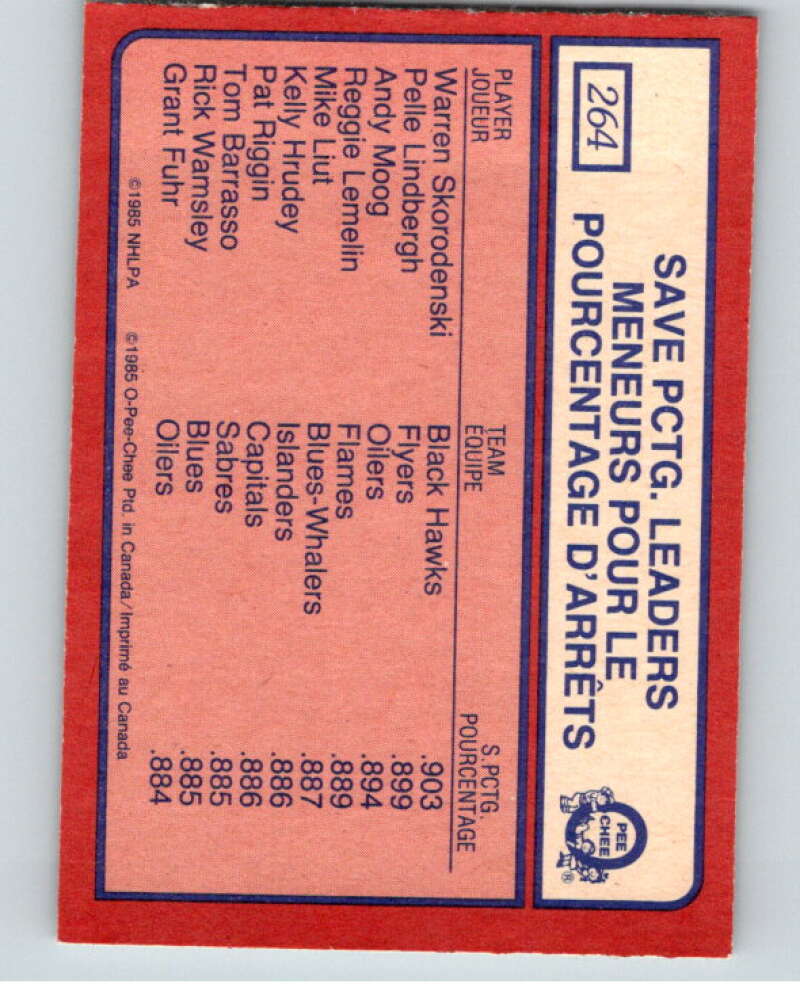 264
SAVE PCTG. LEADERS
MENEURS POUR LE
POURCENTAGE D'ARRÊTS
PEE
CHEE
®
PLAYER TEAM S.PCTG.
JOUEUR ÉQUIPE POURCENTAGE
Warren Skorodenski Black Hawks .903
Pelle Lindbergh Flyers .899
Andy Moog Oilers .894
Reggie Lemelin Flames .889
Mike Liut Blues-Whalers .887
Kelly Hrudey Islanders .886
Pat Riggin Capitals .886
Tom Barrasso Sabres .885
Rick Wamsley Blues .885
Grant Fuhr Oilers .884
©1985 NHLPA ©1985 O-Pee-Chee Ptd. in Canada/Imprimé au Canada